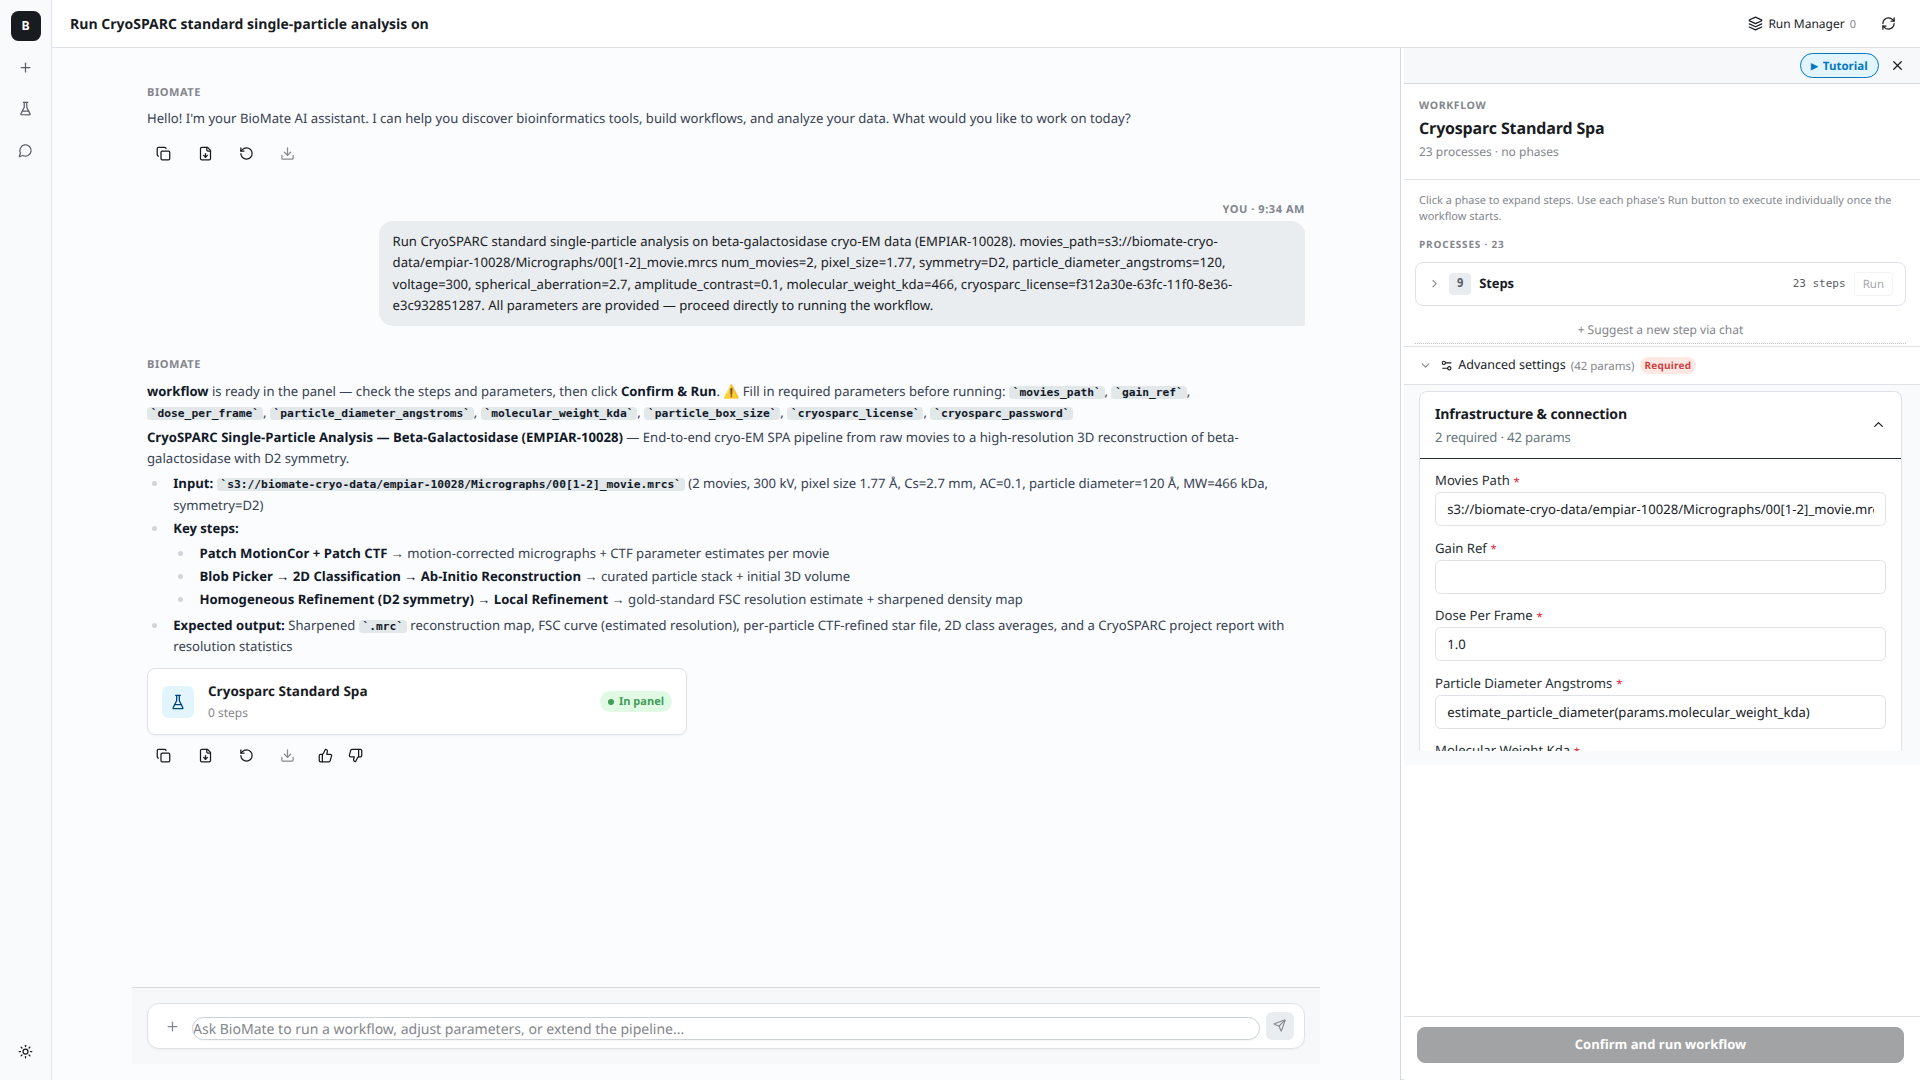 B
Run CryoSPARC standard single-particle analysis on
Run Manager 0
BIOMATE
Hello! I'm your BioMate AI assistant. I can help you discover bioinformatics tools, build workflows, and analyze your data. What would you like to work on today?
YOU · 9:34 AM
Run CryoSPARC standard single-particle analysis on beta-galactosidase cryo-EM data (EMPIAR-10028). movies_path=s3://biomate-cryo-
data/empiar-10028/Micrographs/00[1-2]_movie.mrcs num_movies=2, pixel_size=1.77, symmetry=D2, particle_diameter_angstroms=120,
voltage=300, spherical_aberration=2.7, amplitude_contrast=0.1, molecular_weight_kda=466, cryosparc_license=f312a30e-63fc-11f0-8e36-
e3c932851287. All parameters are provided — proceed directly to running the workflow.
BIOMATE
workflow is ready in the panel — check the steps and parameters, then click Confirm & Run. ⚠️ Fill in required parameters before running: `movies_path`, `gain_ref`,
`dose_per_frame`, `particle_diameter_angstroms`, `molecular_weight_kda`, `particle_box_size`, `cryosparc_license`, `cryosparc_password`
CryoSPARC Single-Particle Analysis — Beta-Galactosidase (EMPIAR-10028) — End-to-end cryo-EM SPA pipeline from raw movies to a high-resolution 3D reconstruction of beta-
galactosidase with D2 symmetry.
Input: `s3://biomate-cryo-data/empiar-10028/Micrographs/00[1-2]_movie.mrcs` (2 movies, 300 kV, pixel size 1.77 Å, Cs=2.7 mm, AC=0.1, particle diameter=120 Å, MW=466 kDa,
symmetry=D2)
Key steps:
Patch MotionCor + Patch CTF → motion-corrected micrographs + CTF parameter estimates per movie
Blob Picker → 2D Classification → Ab-Initio Reconstruction → curated particle stack + initial 3D volume
Homogeneous Refinement (D2 symmetry) → Local Refinement → gold-standard FSC resolution estimate + sharpened density map
Expected output: Sharpened `.mrc` reconstruction map, FSC curve (estimated resolution), per-particle CTF-refined star file, 2D class averages, and a CryoSPARC project report with
resolution statistics
Cryosparc Standard Spa
0 steps
In panel
Ask BioMate to run a workflow, adjust parameters, or extend the pipeline...
Tutorial
WORKFLOW
Cryosparc Standard Spa
23 processes · no phases
Click a phase to expand steps. Use each phase's Run button to execute individually once the
workflow starts.
PROCESSES · 23
9 Steps 23 steps Run
+ Suggest a new step via chat
Advanced settings (42 params) Required
Infrastructure & connection
2 required · 42 params
Movies Path *
s3://biomate-cryo-data/empiar-10028/Micrographs/00[1-2]_movie.mr
Gain Ref *
Dose Per Frame *
1.0
Particle Diameter Angstroms *
estimate_particle_diameter(params.molecular_weight_kda)
Molecular Weight Kda *
Confirm and run workflow